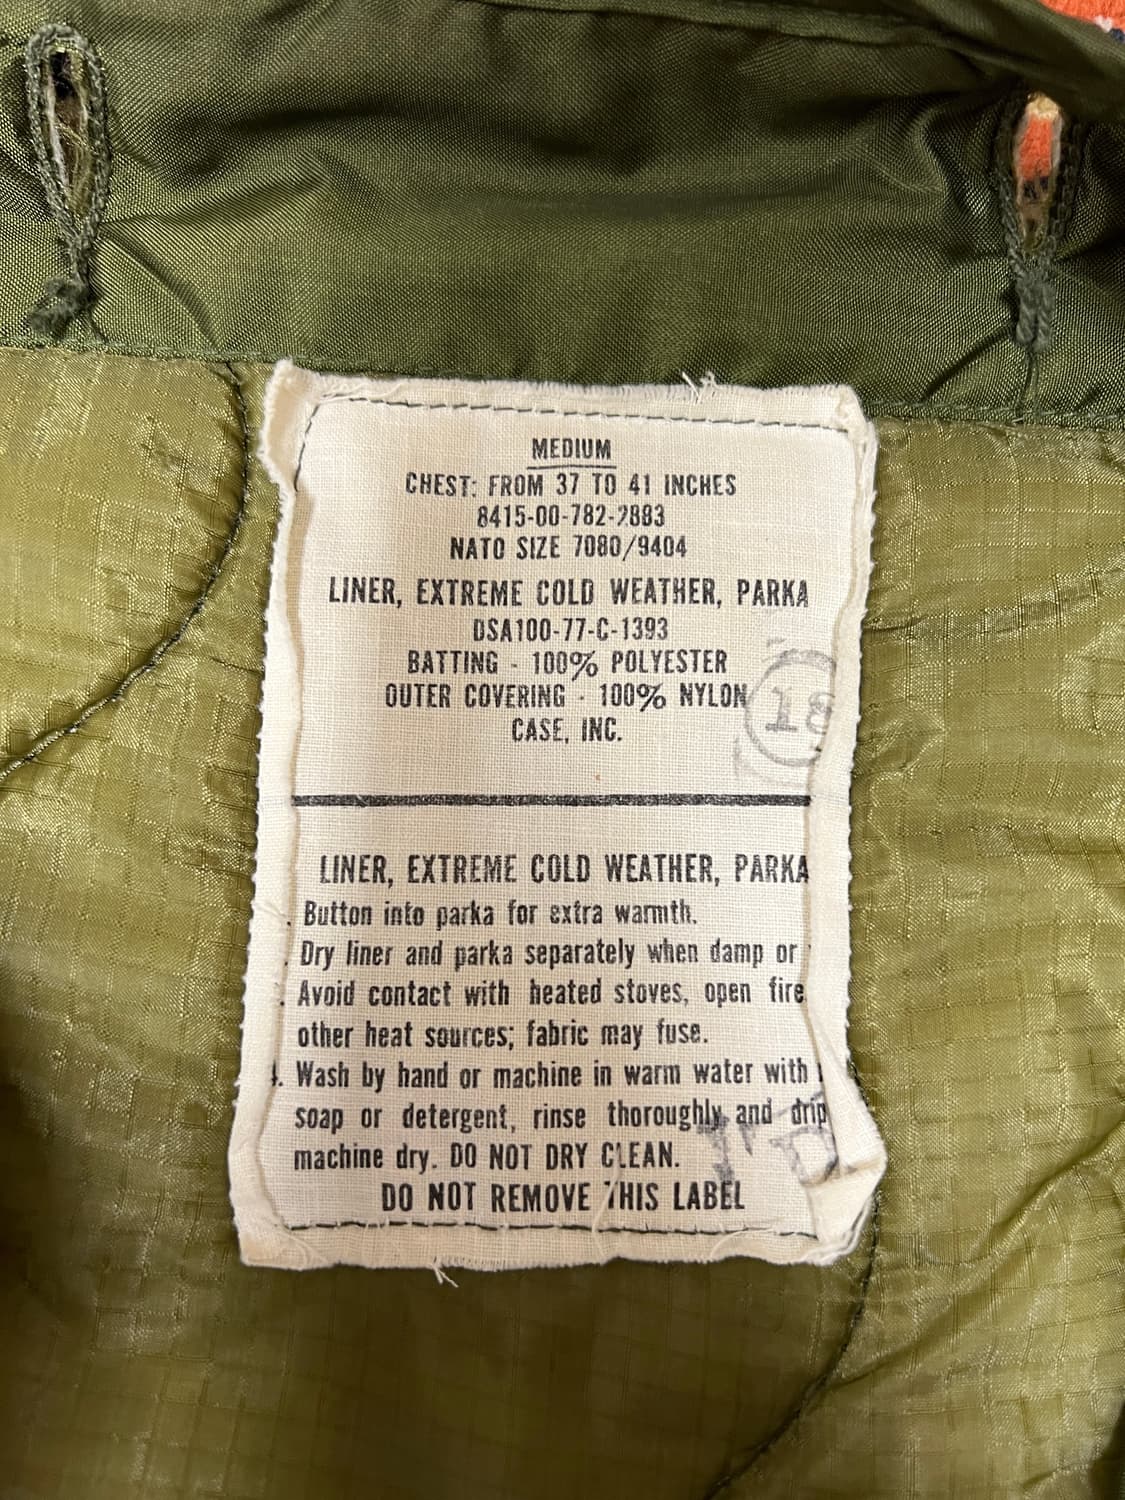 MEDIUM
CHEST: FROM 37 TO 41 INCHES
8415-00-782-2883
NATO SIZE 7080/9404
LINER, EXTREME COLD WEATHER, PARKA
DSA100-77-C-1393
BATTING - 100% POLYESTER
OUTER COVERING - 100% NYLON
CASE, INC.
18
LINER, EXTREME COLD WEATHER, PARKA
. Button into parka for extra warmth.
. Dry liner and parka separately when damp or
. Avoid contact with heated stoves, open fire
other heat sources; fabric may fuse.
4. Wash by hand or machine in warm water with
soap or detergent, rinse thoroughly and drip
machine dry. DO NOT DRY CLEAN.
DO NOT REMOVE THIS LABEL